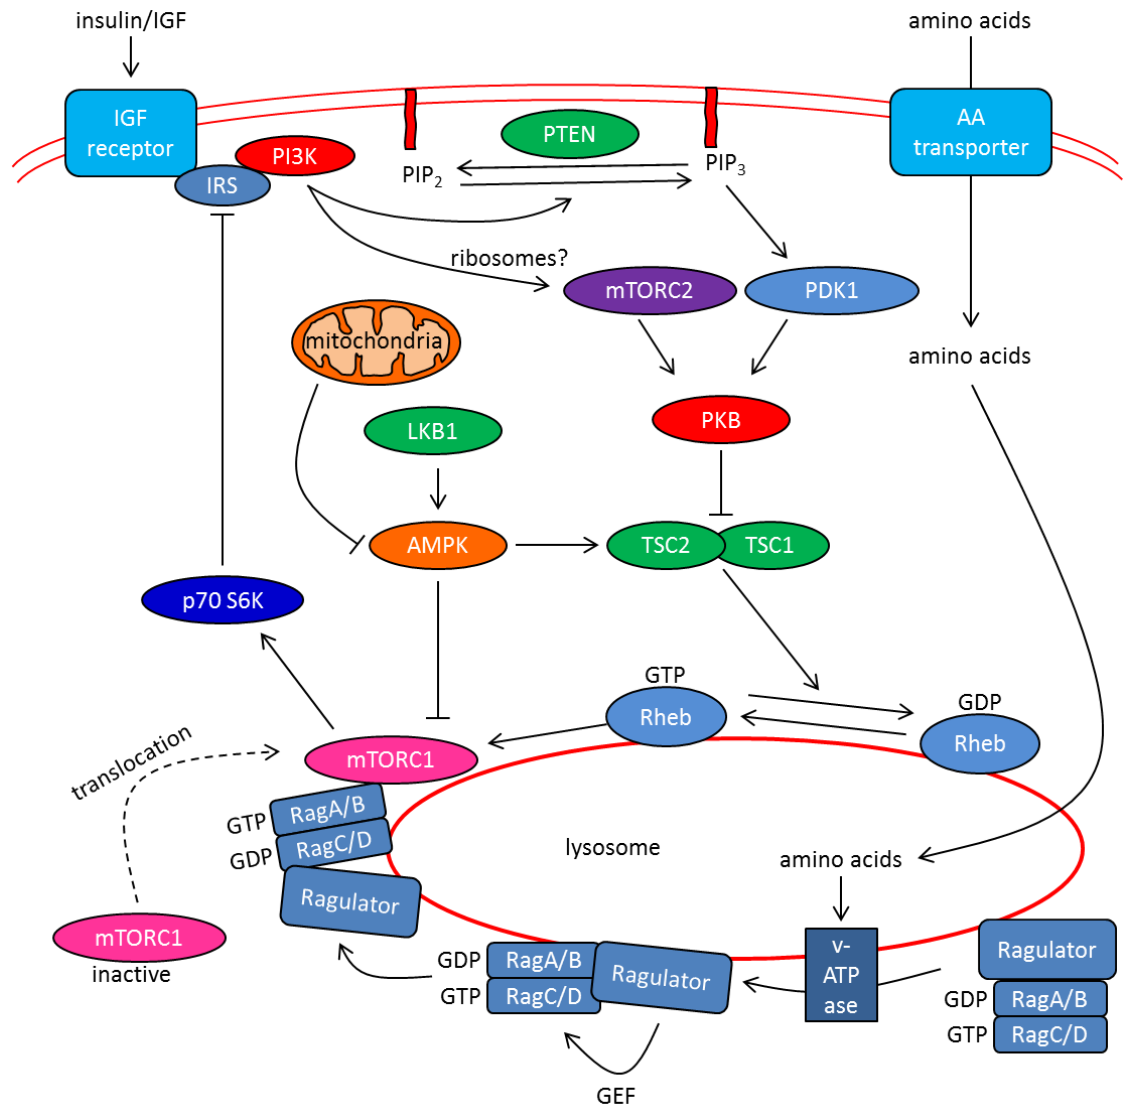 insulin/IGF
amino acids
IGF
receptor
AA
transporter
PTEN
PI3K
IRS
PIP2
PIP3
ribosomes?
mTORC2
PDK1
mitochondria
amino acids
LKB1
PKB
AMPK
TSC2
TSC1
p70 S6K
GTP
Rheb
GDP
Rheb
translocation
mTORC1
GTP
RagA/B
GDP
RagC/D
Ragulator
lysosome
amino acids
mTORC1
inactive
v-
ATP
ase
GDP
RagA/B
GTP
RagC/D
Ragulator
Ragulator
GDP
RagA/B
GTP
RagC/D
GEF